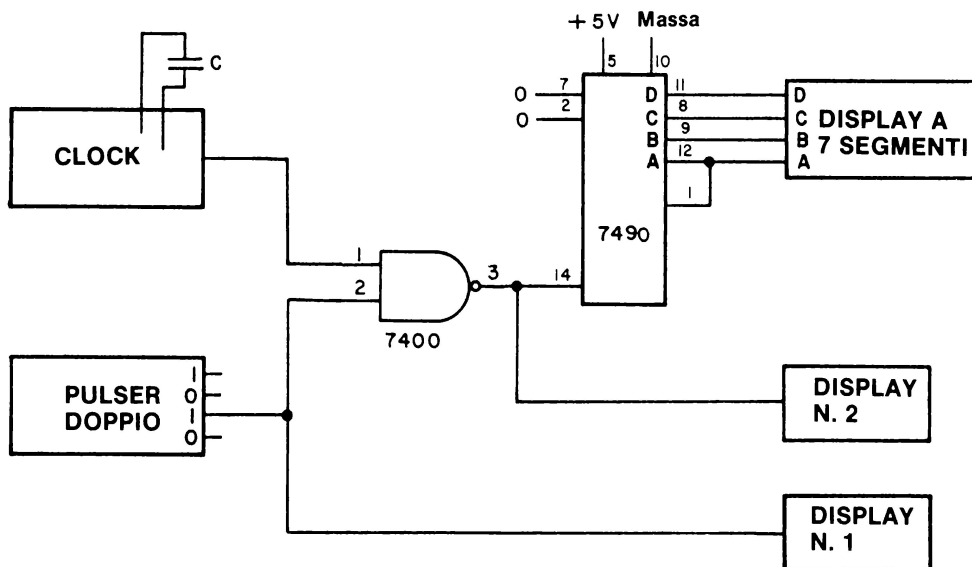 +5V Massa
5 10
C
CLOCK
0 7
0 2
D 11 D
C 8 C
B 9 B
A 12 A
1
7490
DISPLAY A
7 SEGMENTI
1
2
3
14
7400
PULSER
DOPPIO
1
0
1
0
DISPLAY
N. 2
DISPLAY
N. 1